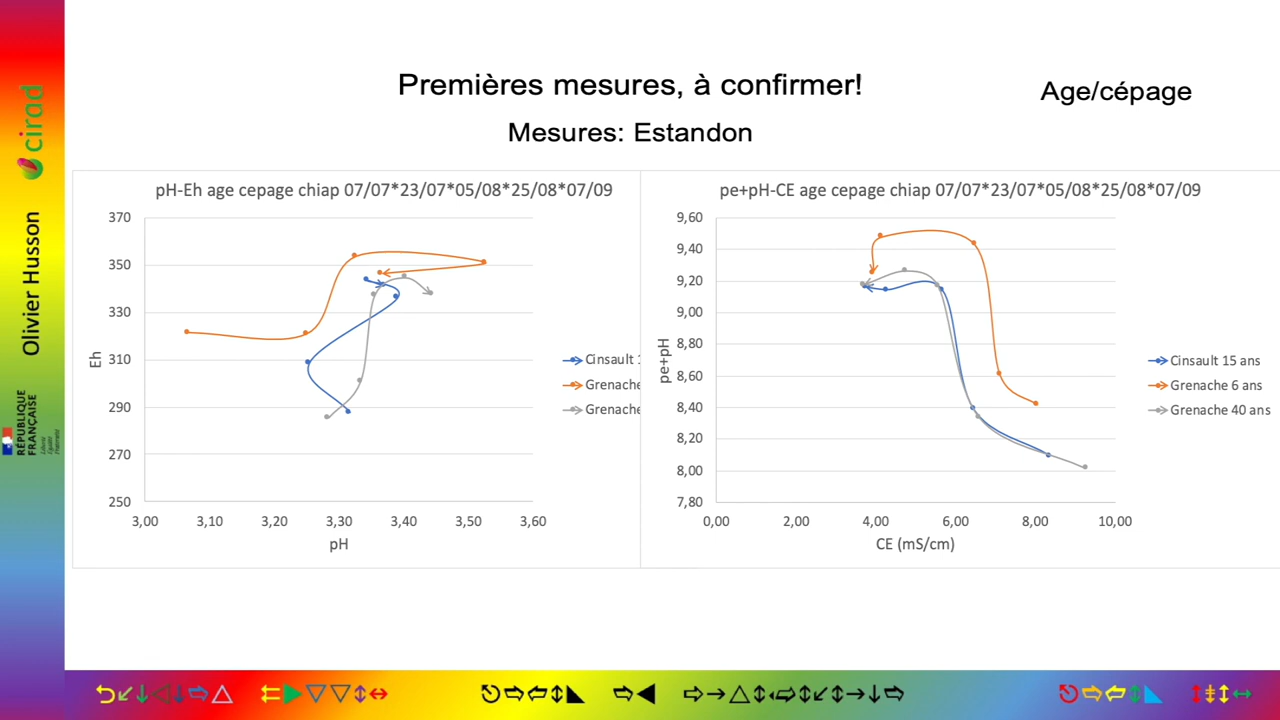 Premières mesures, à confirmer!
Age/cépage
Mesures: Estandon
cirad
Olivier Husson
RÉPUBLIQUE
FRANÇAISE
pH-Eh age cepage chiap 07/07*23/07*05/08*25/08*07/09
370
350
330
310
290
270
250
Eh
3,00 3,10 3,20 3,30 3,40 3,50 3,60
pH
Cinsault 1
Grenache
Grenache
pe+pH-CE age cepage chiap 07/07*23/07*05/08*25/08*07/09
9,60
9,40
9,20
9,00
8,80
8,60
8,40
8,20
8,00
7,80
pe+pH
0,00 2,00 4,00 6,00 8,00 10,00
CE (mS/cm)
Cinsault 15 ans
Grenache 6 ans
Grenache 40 ans